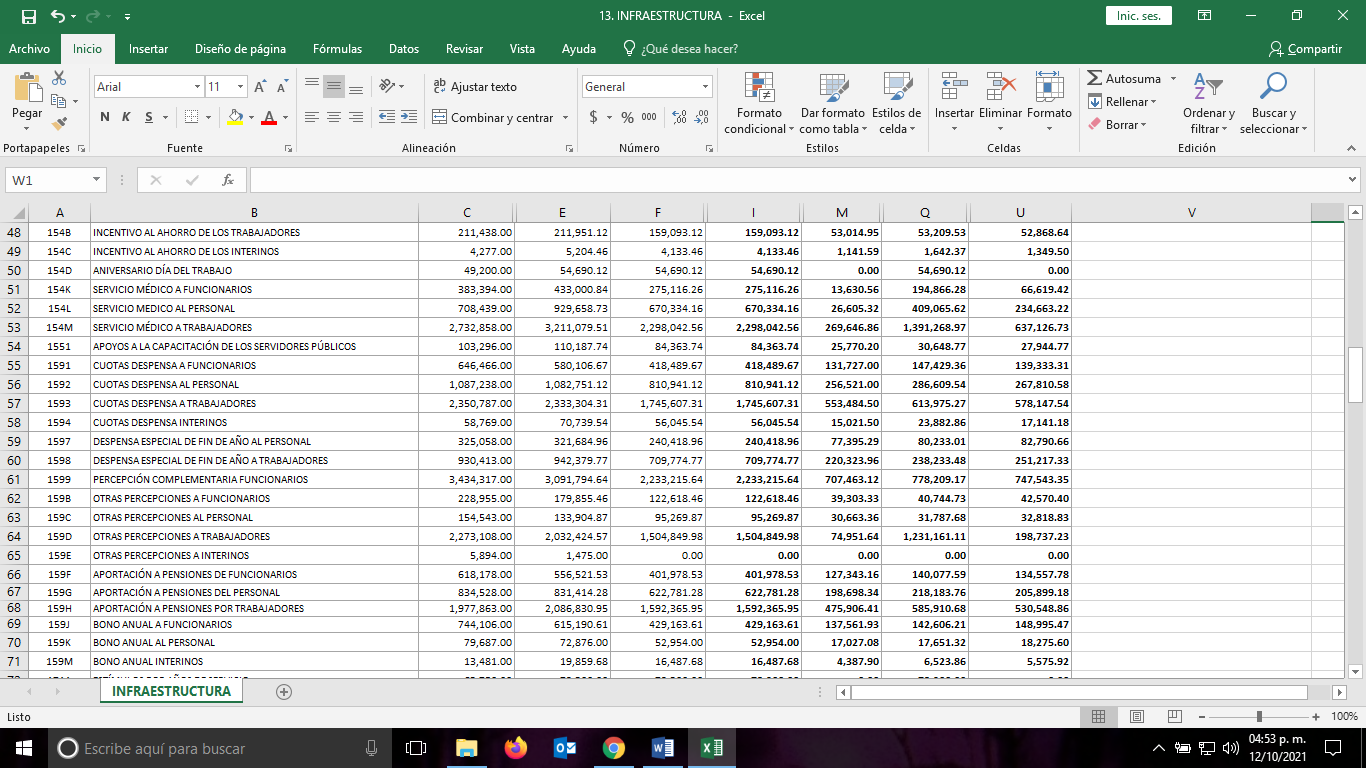 13. INFRAESTRUCTURA - Excel
Inic. ses.
Archivo Inicio Insertar Diseño de página Fórmulas Datos Revisar Vista Ayuda ¿Qué desea hacer? Compartir
Pegar
Portapapeles
Arial 11
N K S
Fuente
Ajustar texto
Combinar y centrar
Alineación
General
$ % 000
Número
Formato condicional
Dar formato como tabla
Estilos de celda
Estilos
Insertar Eliminar Formato
Celdas
Autosuma
Rellenar
Borrar
Ordenar y filtrar
Buscar y seleccionar
Edición
W1 fx
A B C E F I M Q U V
48 154B INCENTIVO AL AHORRO DE LOS TRABAJADORES 211,438.00 211,951.12 159,093.12 159,093.12 53,014.95 53,209.53 52,868.64
49 154C INCENTIVO AL AHORRO DE LOS INTERINOS 4,277.00 5,204.46 4,133.46 4,133.46 1,141.59 1,642.37 1,349.50
50 154D ANIVERSARIO DÍA DEL TRABAJO 49,200.00 54,690.12 54,690.12 54,690.12 0.00 54,690.12 0.00
51 154K SERVICIO MÉDICO A FUNCIONARIOS 383,394.00 433,000.84 275,116.26 275,116.26 13,630.56 194,866.28 66,619.42
52 154L SERVICIO MEDICO AL PERSONAL 708,439.00 929,658.73 670,334.16 670,334.16 26,605.32 409,065.62 234,663.22
53 154M SERVICIO MÉDICO A TRABAJADORES 2,732,858.00 3,211,079.51 2,298,042.56 2,298,042.56 269,646.86 1,391,268.97 637,126.73
54 1551 APOYOS A LA CAPACITACIÓN DE LOS SERVIDORES PÚBLICOS 103,296.00 110,187.74 84,363.74 84,363.74 25,770.20 30,648.77 27,944.77
55 1591 CUOTAS DESPENSA A FUNCIONARIOS 646,466.00 580,106.67 418,489.67 418,489.67 131,727.00 147,429.36 139,333.31
56 1592 CUOTAS DESPENSA AL PERSONAL 1,087,238.00 1,082,751.12 810,941.12 810,941.12 256,521.00 286,609.54 267,810.58
57 1593 CUOTAS DESPENSA A TRABAJADORES 2,350,787.00 2,333,304.31 1,745,607.31 1,745,607.31 553,484.50 613,975.27 578,147.54
58 1594 CUOTAS DESPENSA INTERINOS 58,769.00 70,739.54 56,045.54 56,045.54 15,021.50 23,882.86 17,141.18
59 1597 DESPENSA ESPECIAL DE FIN DE AÑO AL PERSONAL 325,058.00 321,684.96 240,418.96 240,418.96 77,395.29 80,233.01 82,790.66
60 1598 DESPENSA ESPECIAL DE FIN DE AÑO A TRABAJADORES 930,413.00 942,379.77 709,774.77 709,774.77 220,323.96 238,233.48 251,217.33
61 1599 PERCEPCIÓN COMPLEMENTARIA FUNCIONARIOS 3,434,317.00 3,091,794.64 2,233,215.64 2,233,215.64 707,463.12 778,209.17 747,543.35
62 159B OTRAS PERCEPCIONES A FUNCIONARIOS 228,955.00 179,855.46 122,618.46 122,618.46 39,303.33 40,744.73 42,570.40
63 159C OTRAS PERCEPCIONES AL PERSONAL 154,543.00 133,904.87 95,269.87 95,269.87 30,663.36 31,787.68 32,818.83
64 159D OTRAS PERCEPCIONES A TRABAJADORES 2,273,108.00 2,032,424.57 1,504,849.98 1,504,849.98 74,951.64 1,231,161.11 198,737.23
65 159E OTRAS PERCEPCIONES A INTERINOS 5,894.00 1,475.00 0.00 0.00 0.00 0.00 0.00
66 159F APORTACIÓN A PENSIONES DE FUNCIONARIOS 618,178.00 556,521.53 401,978.53 401,978.53 127,343.16 140,077.59 134,557.78
67 159G APORTACIÓN A PENSIONES DEL PERSONAL 834,528.00 831,414.28 622,781.28 622,781.28 198,698.34 218,183.76 205,899.18
68 159H APORTACIÓN A PENSIONES POR TRABAJADORES 1,977,863.00 2,086,830.95 1,592,365.95 1,592,365.95 475,906.41 585,910.68 530,548.86
69 159J BONO ANUAL A FUNCIONARIOS 744,106.00 615,190.61 429,163.61 429,163.61 137,561.93 142,606.21 148,995.47
70 159K BONO ANUAL AL PERSONAL 79,687.00 72,876.00 52,954.00 52,954.00 17,027.08 17,651.32 18,275.60
71 159M BONO ANUAL INTERINOS 13,481.00 19,859.68 16,487.68 16,487.68 4,387.90 6,523.86 5,575.92
INFRAESTRUCTURA
Listo 100%
Escribe aquí para buscar
04:53 p. m.
12/10/2021